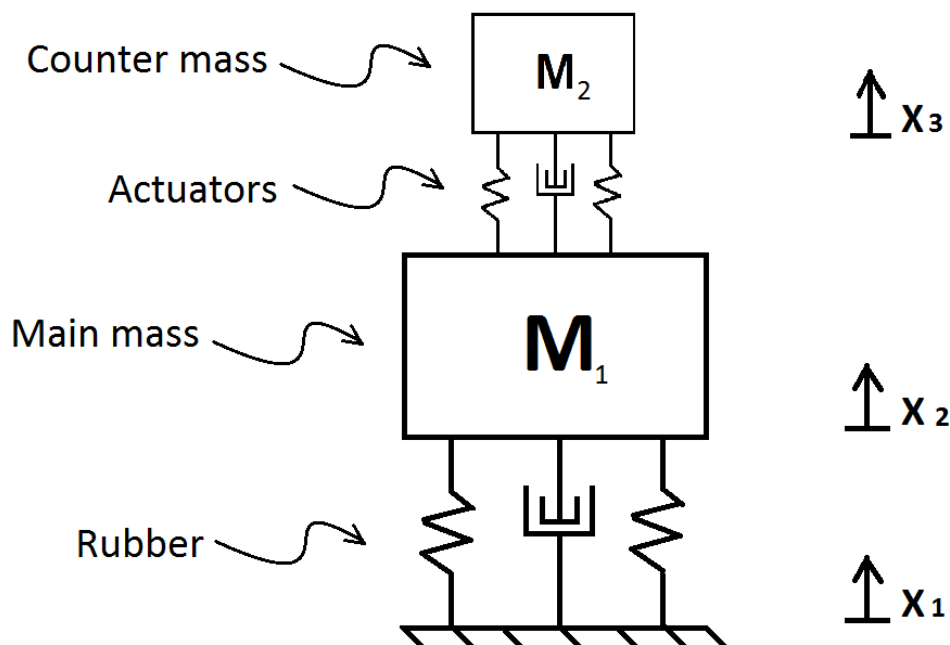 Counter mass
M₂
X₃
Actuators
Main mass
M₁
X₂
Rubber
X₁